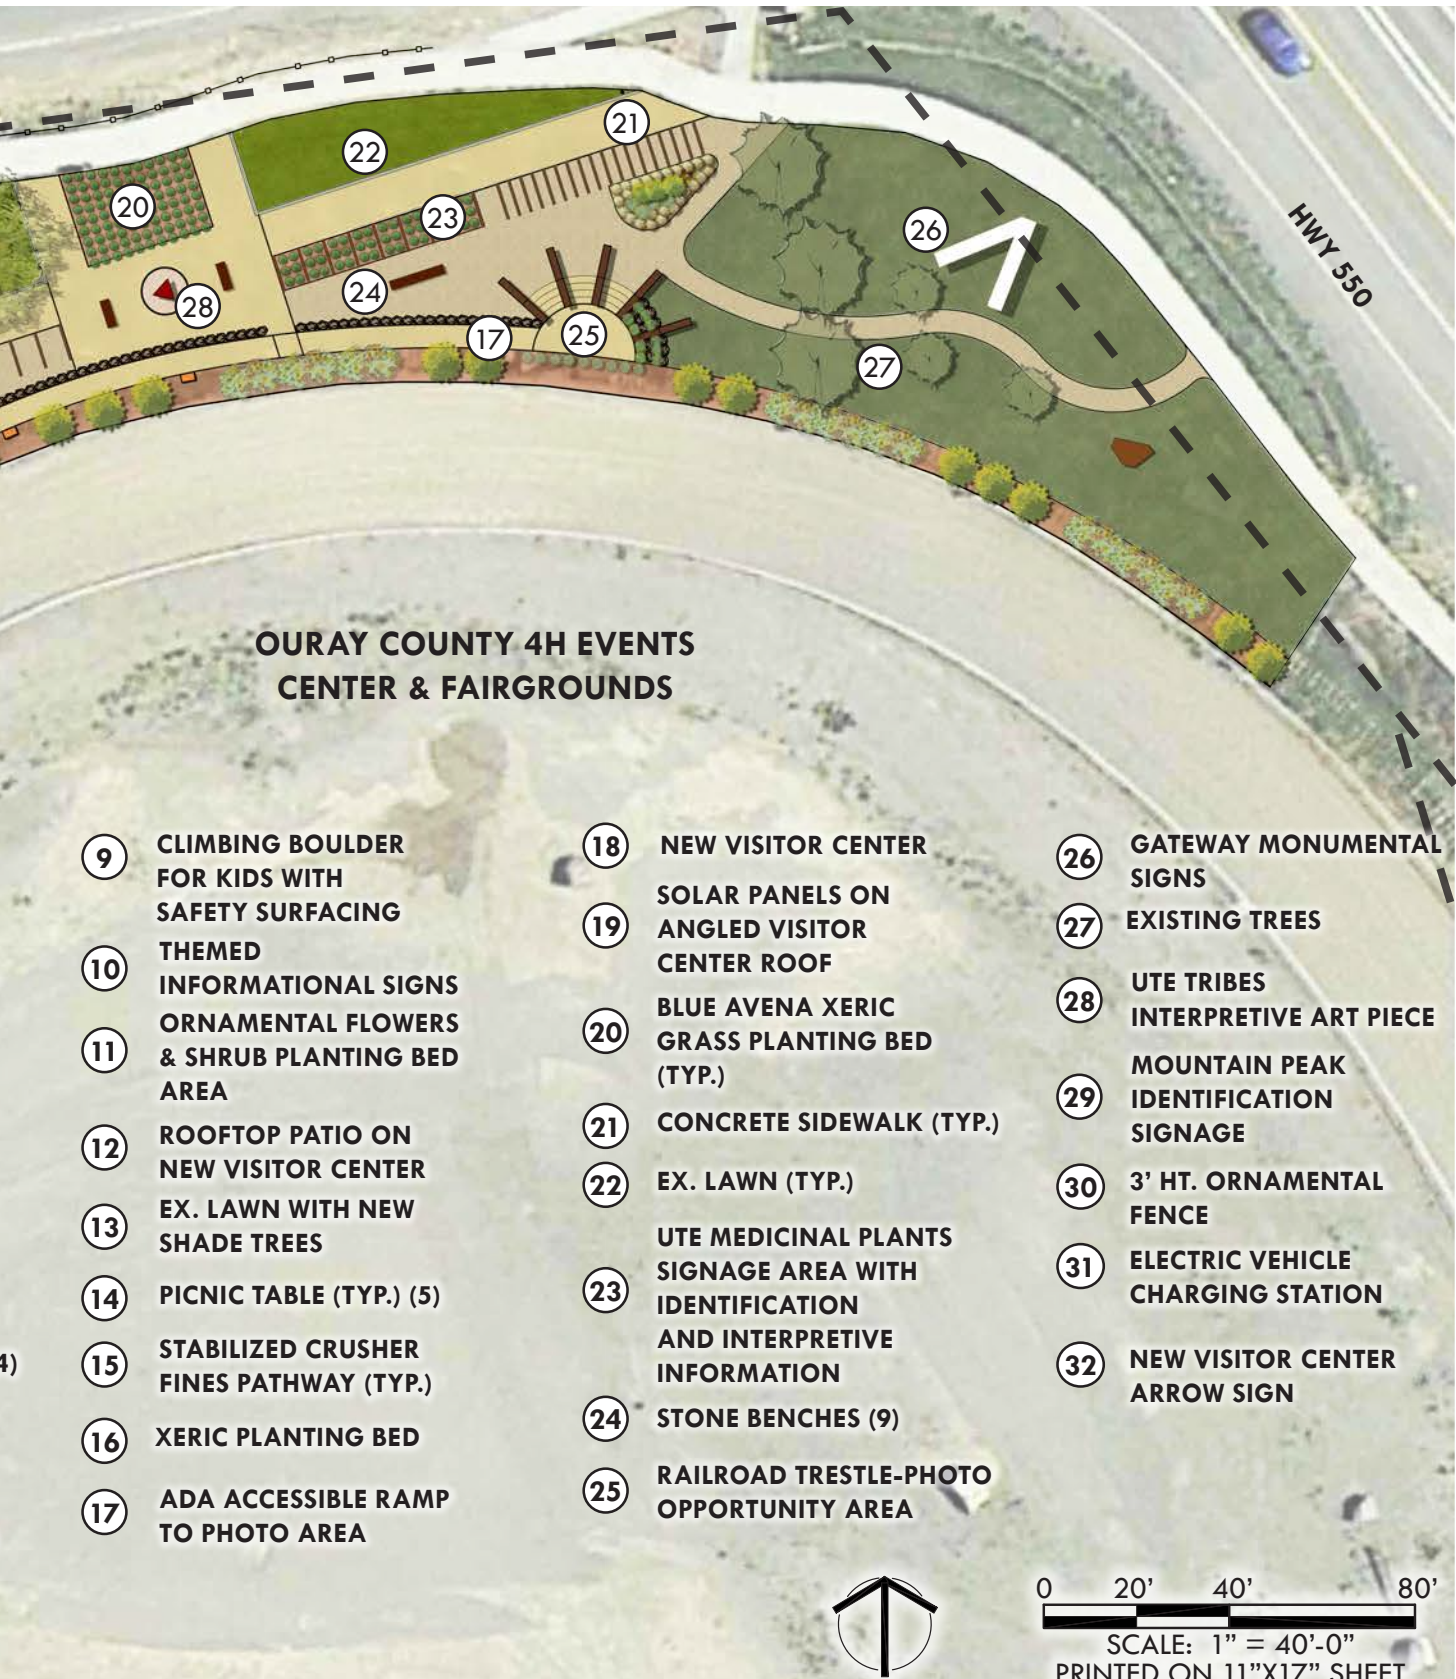 21
22
20
23
26
HWY 550
24
28
17
25
27
OURAY COUNTY 4H EVENTS
CENTER & FAIRGROUNDS
9
CLIMBING BOULDER
FOR KIDS WITH
SAFETY SURFACING
10
THEMED
INFORMATIONAL SIGNS
11
ORNAMENTAL FLOWERS
& SHRUB PLANTING BED
AREA
12
ROOFTOP PATIO ON
NEW VISITOR CENTER
13
EX. LAWN WITH NEW
SHADE TREES
14
PICNIC TABLE (TYP.) (5)
4)
15
STABILIZED CRUSHER
FINES PATHWAY (TYP.)
16
XERIC PLANTING BED
17
ADA ACCESSIBLE RAMP
TO PHOTO AREA
18
NEW VISITOR CENTER
19
SOLAR PANELS ON
ANGLED VISITOR
CENTER ROOF
20
BLUE AVENA XERIC
GRASS PLANTING BED
(TYP.)
21
CONCRETE SIDEWALK (TYP.)
22
EX. LAWN (TYP.)
23
UTE MEDICINAL PLANTS
SIGNAGE AREA WITH
IDENTIFICATION
AND INTERPRETIVE
INFORMATION
24
STONE BENCHES (9)
25
RAILROAD TRESTLE-PHOTO
OPPORTUNITY AREA
26
GATEWAY MONUMENTAL
SIGNS
27
EXISTING TREES
28
UTE TRIBES
INTERPRETIVE ART PIECE
29
MOUNTAIN PEAK
IDENTIFICATION
SIGNAGE
30
3’ HT. ORNAMENTAL
FENCE
31
ELECTRIC VEHICLE
CHARGING STATION
32
NEW VISITOR CENTER
ARROW SIGN
0 20’ 40’ 80’
SCALE: 1” = 40’-0”
PRINTED ON 11”X17” SHEET